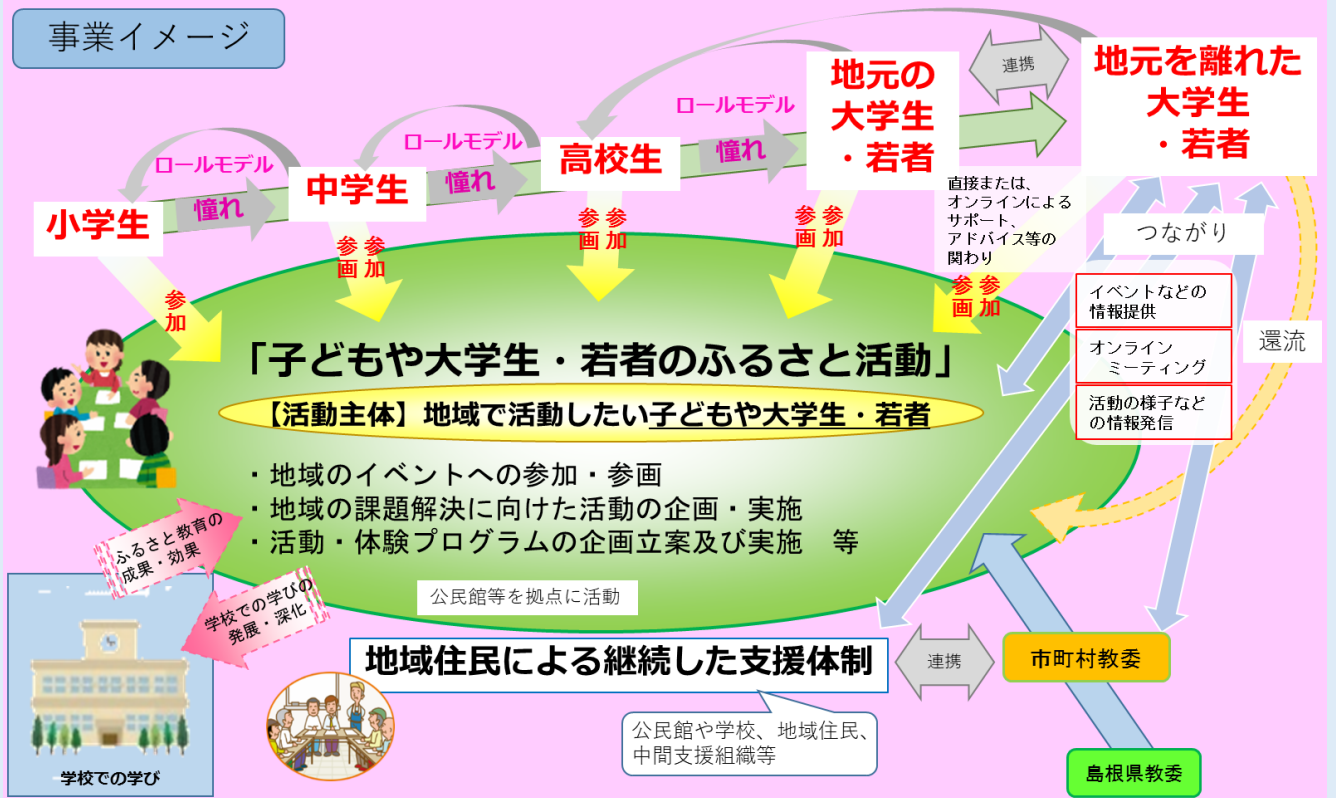 事業イメージ
地元を離れた
大学生
・若者
連携
地元の
大学生
・若者
ロールモデル
憧れ
高校生
ロールモデル
憧れ
中学生
ロールモデル
憧れ
小学生
参加
参加
参画
参加
参画
参加
参画
参加
参画
直接または、
オンラインによる
サポート、
アドバイス等の
関わり
つながり
イベントなどの
情報提供
オンライン
ミーティング
活動の様子など
の情報発信
還流
「子どもや大学生・若者のふるさと活動」
【活動主体】地域で活動したい子どもや大学生・若者
・地域のイベントへの参加・参画
・地域の課題解決に向けた活動の企画・実施
・活動・体験プログラムの企画立案及び実施 等
公民館等を拠点に活動
ふるさと教育の
成果・効果
学校での学びの
発展・深化
学校での学び
地域住民による継続した支援体制
連携
市町村教委
公民館や学校、地域住民、
中間支援組織等
島根県教委